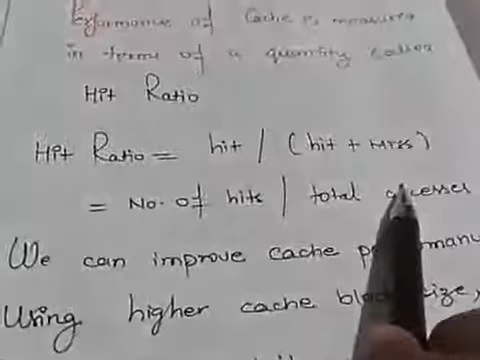 Performance of Cache is measured
in terms of a quantity called
Hit Ratio
Hit Ratio = hit / (hit + miss)
= No. of hits / total accesses
We can improve cache performanc
Using higher cache block size,